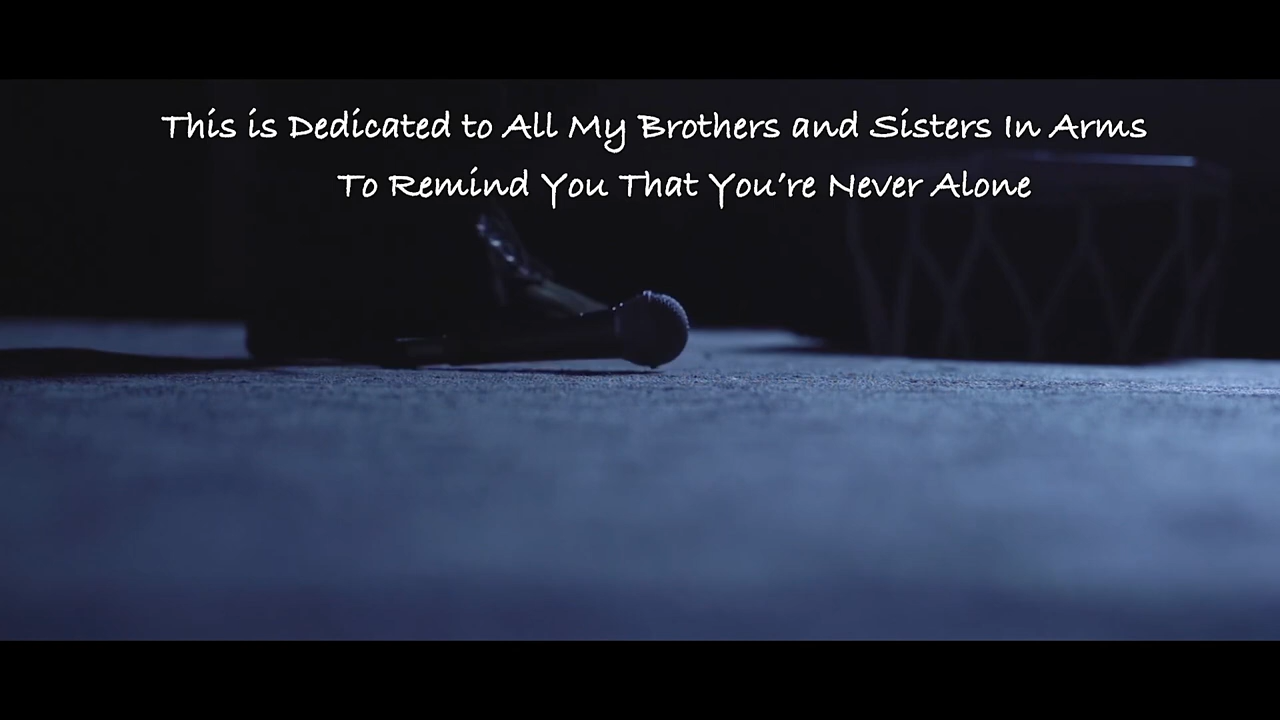 This is Dedicated to All My Brothers and Sisters In Arms
To Remind You That You're Never Alone